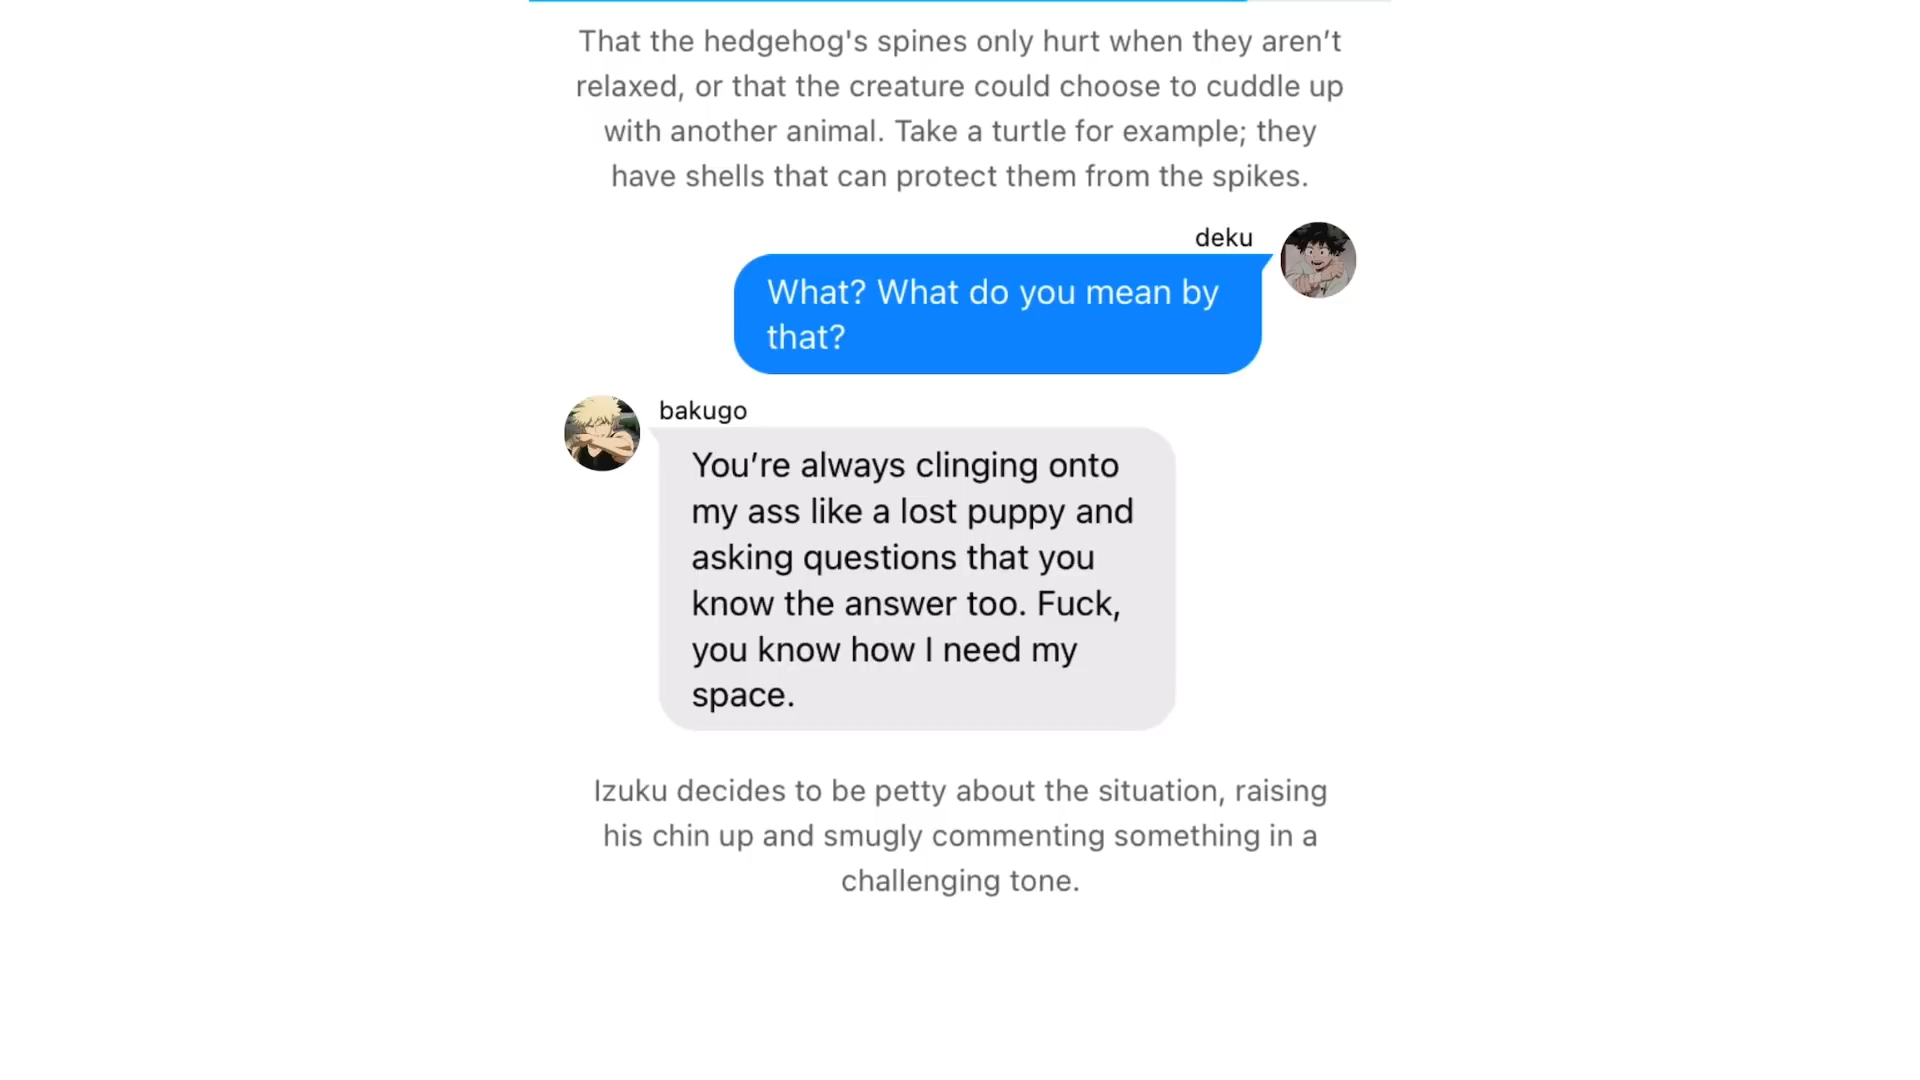 That the hedgehog's spines only hurt when they aren’t
relaxed, or that the creature could choose to cuddle up
with another animal. Take a turtle for example; they
have shells that can protect them from the spikes.
deku
What? What do you mean by
that?
bakugo
You’re always clinging onto
my ass like a lost puppy and
asking questions that you
know the answer too. Fuck,
you know how I need my
space.
Izuku decides to be petty about the situation, raising
his chin up and smugly commenting something in a
challenging tone.